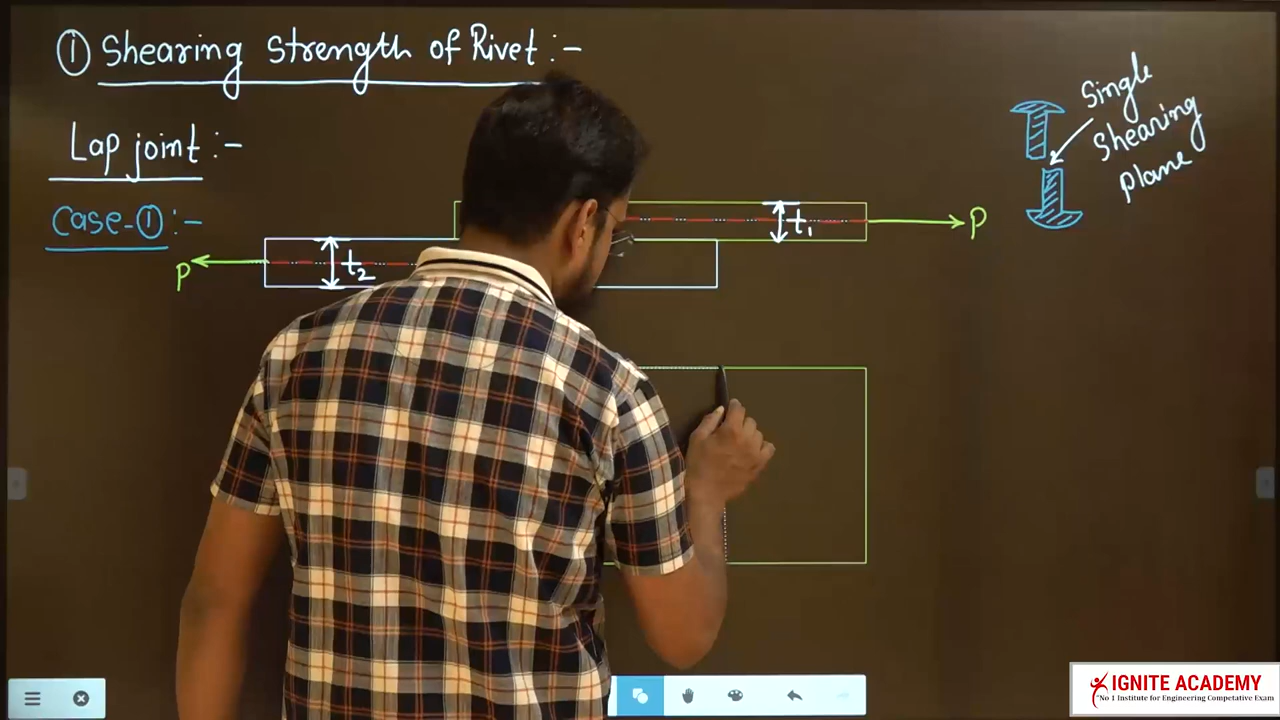 ① Shearing Strength of Rivet :-
Lap joint :-
Case-① :-
Single
Shearing
plane
t₁
P
t₂
P
IGNITE ACADEMY
"No 1 Institute for Engineering Competative Exam